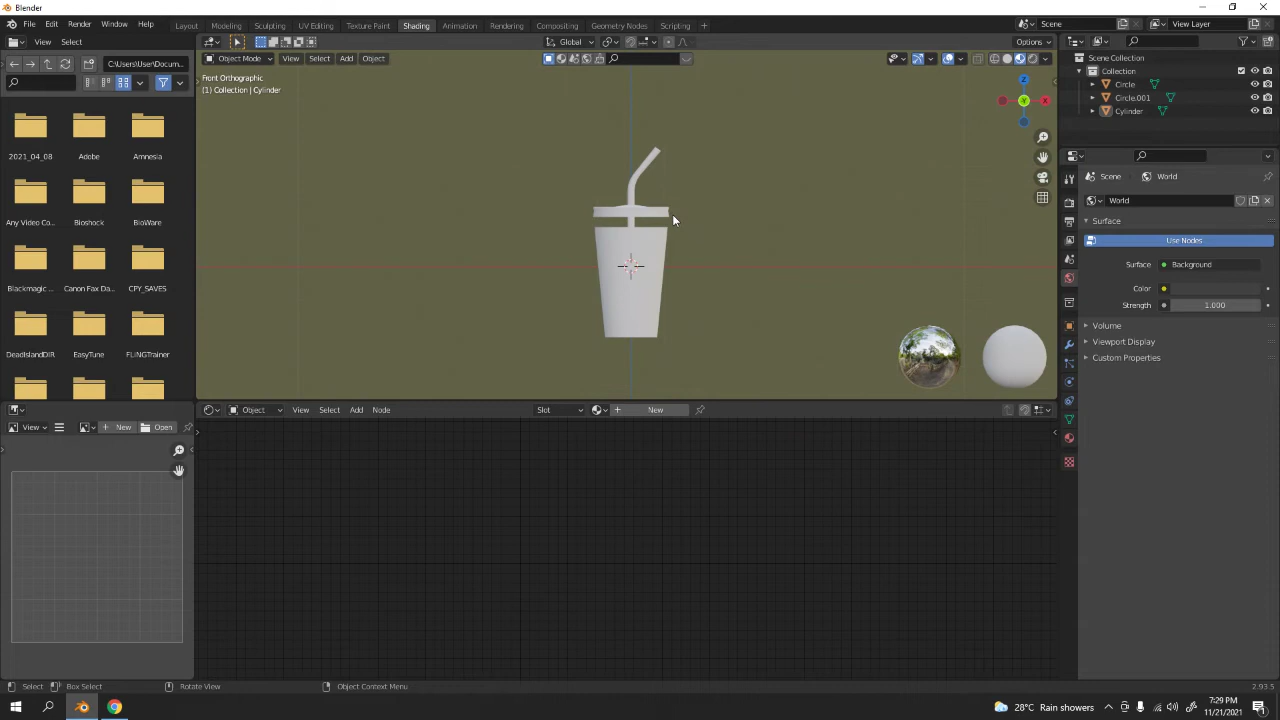 Blender
File Edit Render Window Help Layout Modeling Sculpting UV Editing Texture Paint Shading Animation Rendering Compositing Geometry Nodes Scripting + Scene View Layer
View Select Global Options
C:\Users\User\Docum... Object Mode View Select Add Object
Front Orthographic
(1) Collection | Cylinder
Z
X
Y
Scene Collection
Collection
Circle
Circle.001
Cylinder
2021_04_08 Adobe Amnesia
Any Video Co... Bioshock BioWare
Blackmagic Canon Fax Da... CPY_SAVES
DeadIslandDIR EasyTune FLiNGTrainer
Scene World
World
Surface
Use Nodes
Surface Background
Color
Strength 1.000
Volume
Viewport Display
Custom Properties
Object View Select Add Node Slot New
View New Open
Select Box Select Rotate View Object Context Menu 2.93.5
28°C Rain showers 7:29 PM
11/21/2021